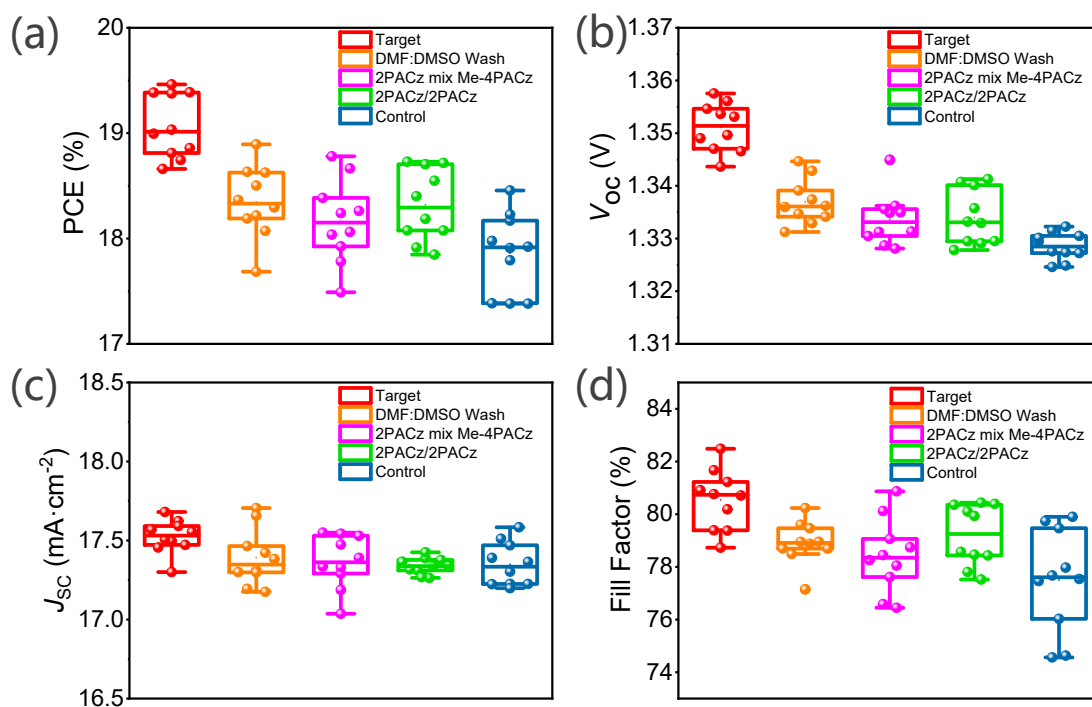 (a)
20
19
18
17
PCE (%)
Target
DMF:DMSO Wash
2PACz mix Me-4PACz
2PACz/2PACz
Control
(b)
1.37
1.36
1.35
1.34
1.33
1.32
1.31
VOC (V)
Target
DMF:DMSO Wash
2PACz mix Me-4PACz
2PACz/2PACz
Control
(c)
18.5
18.0
17.5
17.0
16.5
JSC (mA·cm⁻²)
Target
DMF:DMSO Wash
2PACz mix Me-4PACz
2PACz/2PACz
Control
(d)
84
82
80
78
76
74
Fill Factor (%)
Target
DMF:DMSO Wash
2PACz mix Me-4PACz
2PACz/2PACz
Control